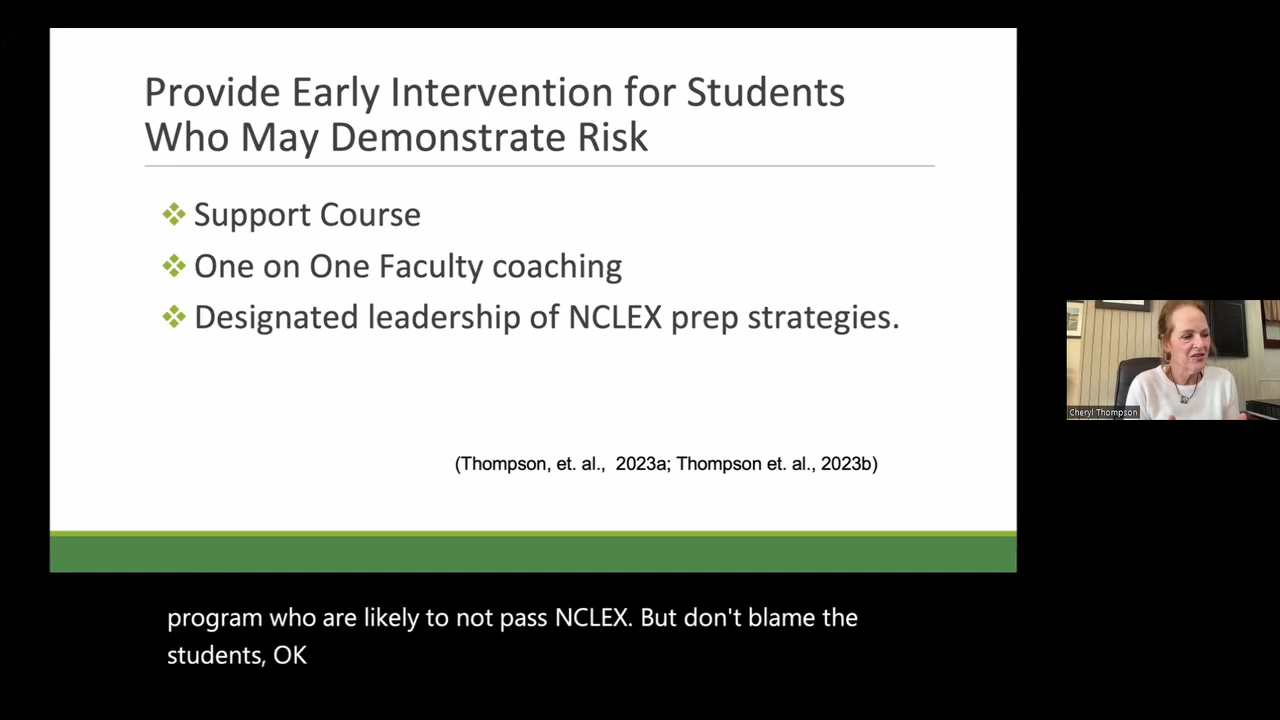 Provide Early Intervention for Students
Who May Demonstrate Risk
Support Course
One on One Faculty coaching
Designated leadership of NCLEX prep strategies.
(Thompson, et. al.,  2023a; Thompson et. al., 2023b)
Cheryl Thompson
program who are likely to not pass NCLEX. But don't blame the
students, OK